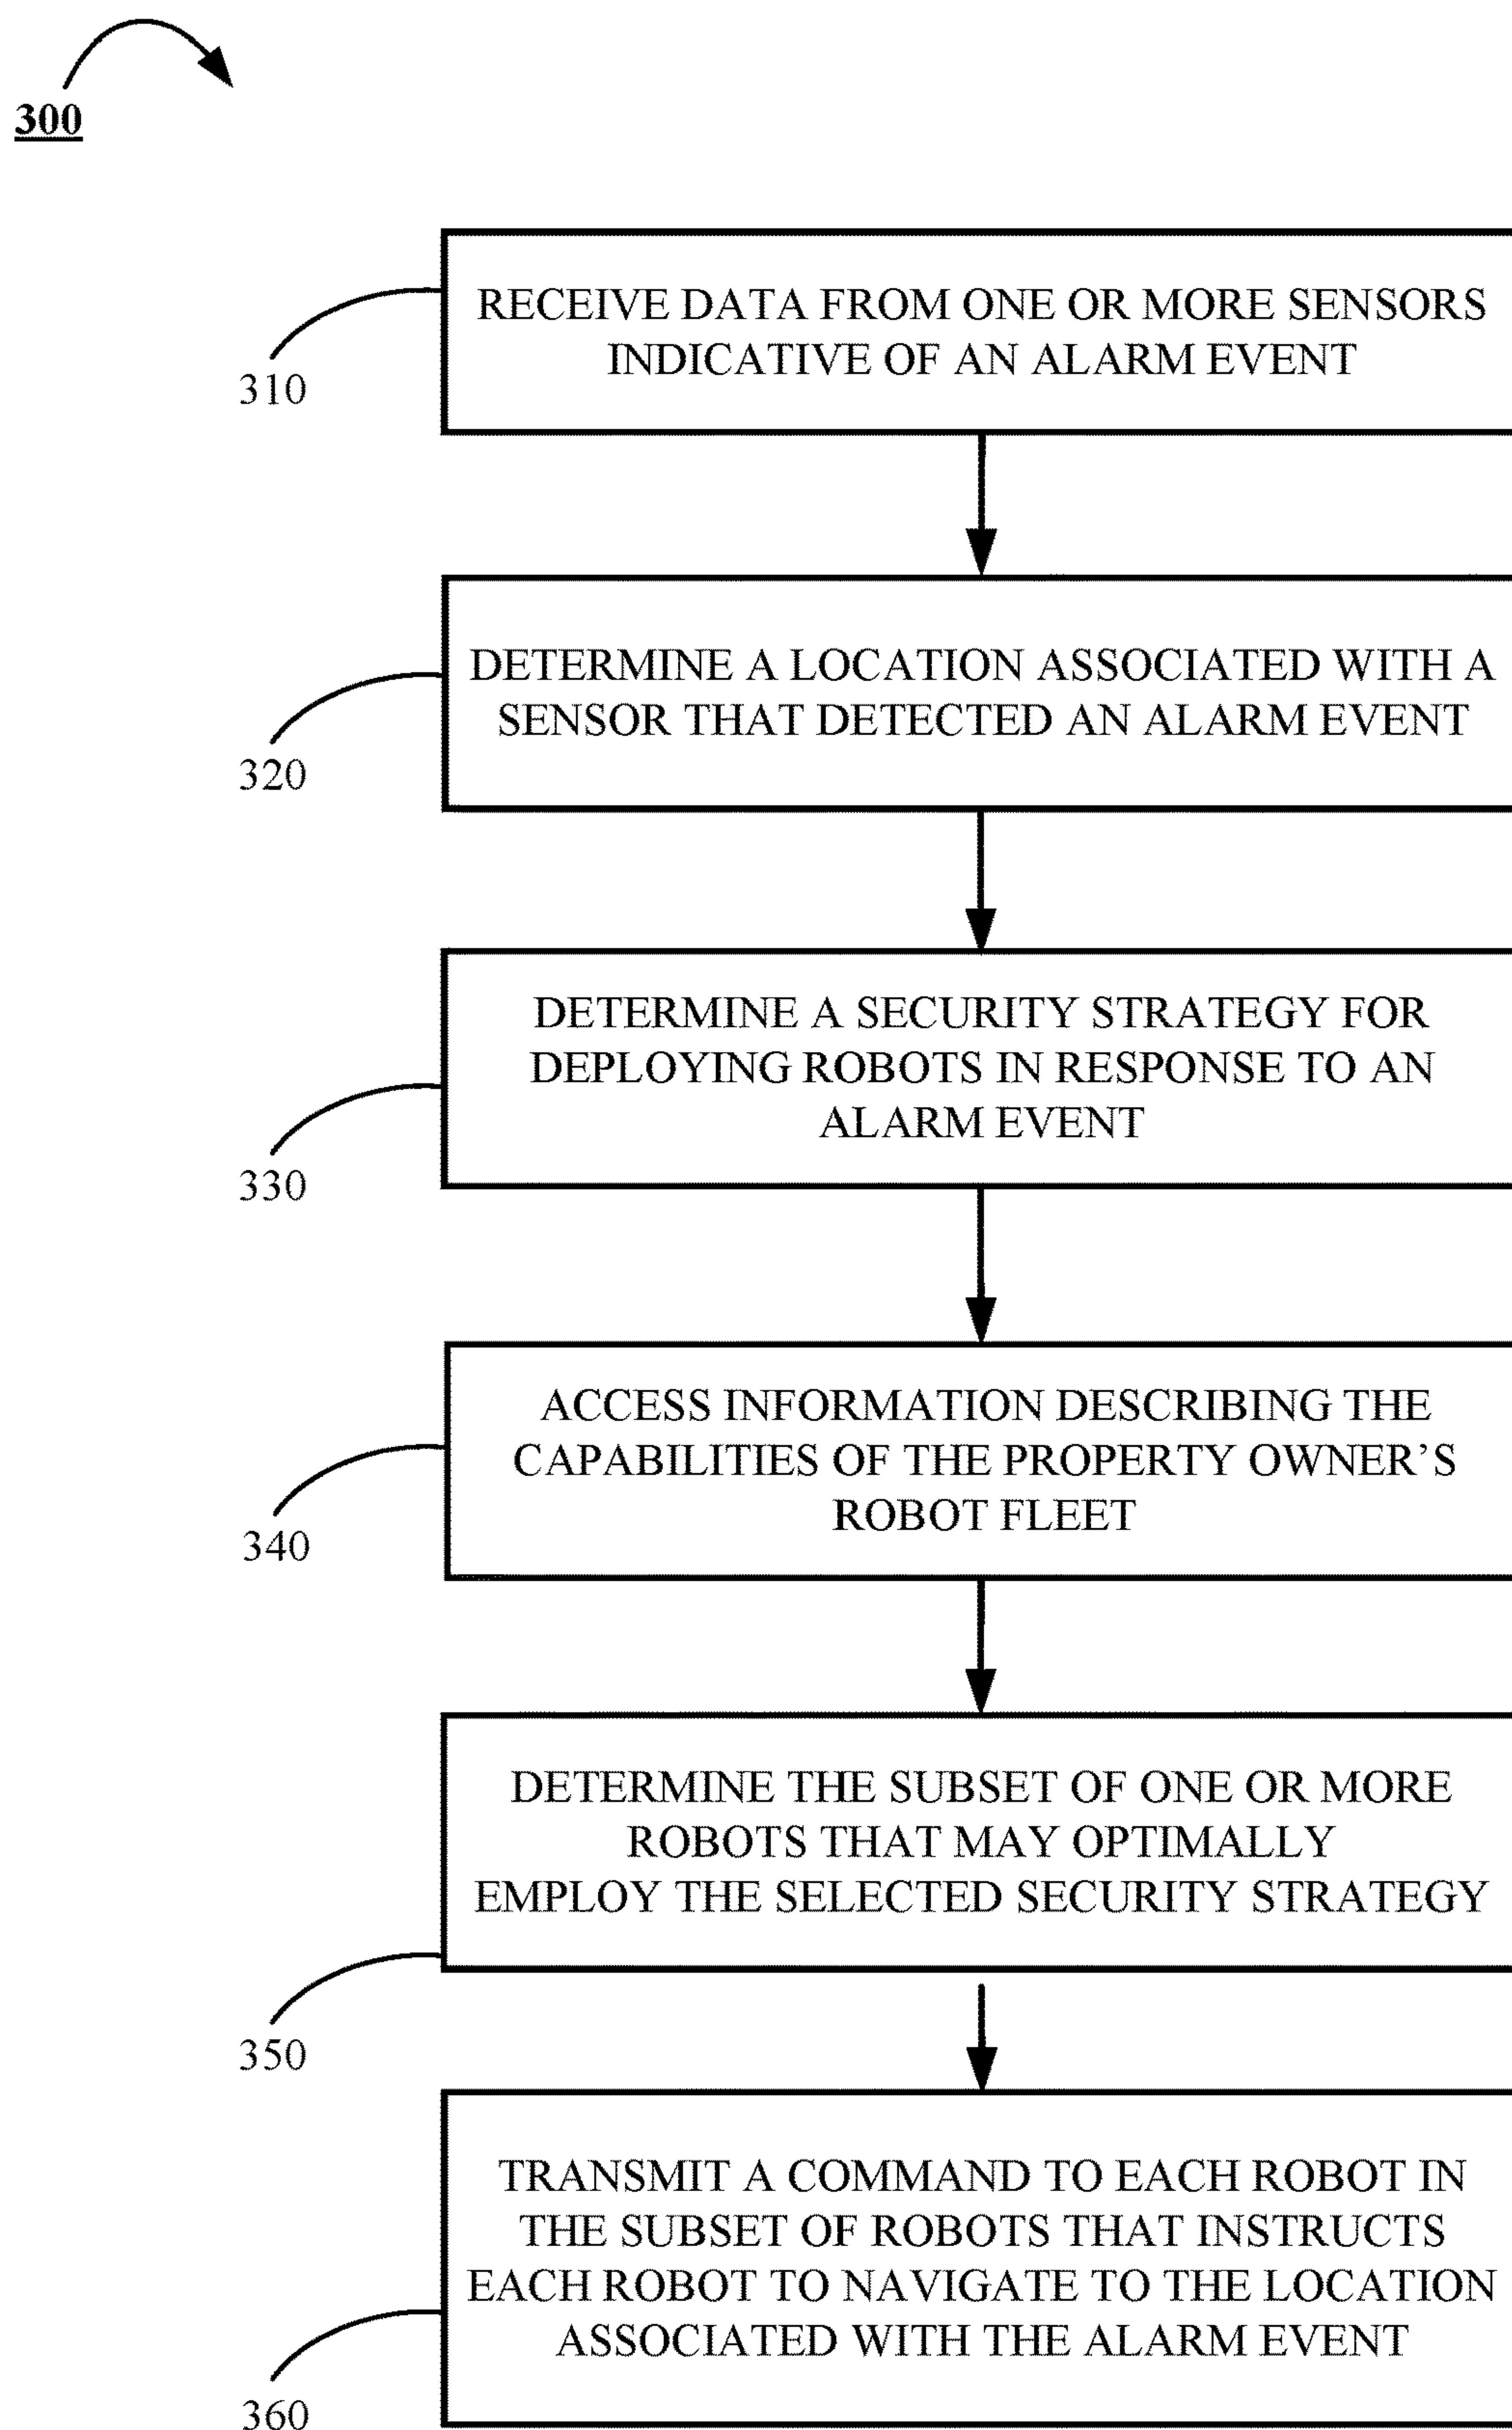 300
RECEIVE DATA FROM ONE OR MORE SENSORS
INDICATIVE OF AN ALARM EVENT
310
DETERMINE A LOCATION ASSOCIATED WITH A
SENSOR THAT DETECTED AN ALARM EVENT
320
DETERMINE A SECURITY STRATEGY FOR
DEPLOYING ROBOTS IN RESPONSE TO AN
ALARM EVENT
330
ACCESS INFORMATION DESCRIBING THE
CAPABILITIES OF THE PROPERTY OWNER’S
ROBOT FLEET
340
DETERMINE THE SUBSET OF ONE OR MORE
ROBOTS THAT MAY OPTIMALLY
EMPLOY THE SELECTED SECURITY STRATEGY
350
TRANSMIT A COMMAND TO EACH ROBOT IN
THE SUBSET OF ROBOTS THAT INSTRUCTS
EACH ROBOT TO NAVIGATE TO THE LOCATION
ASSOCIATED WITH THE ALARM EVENT
360